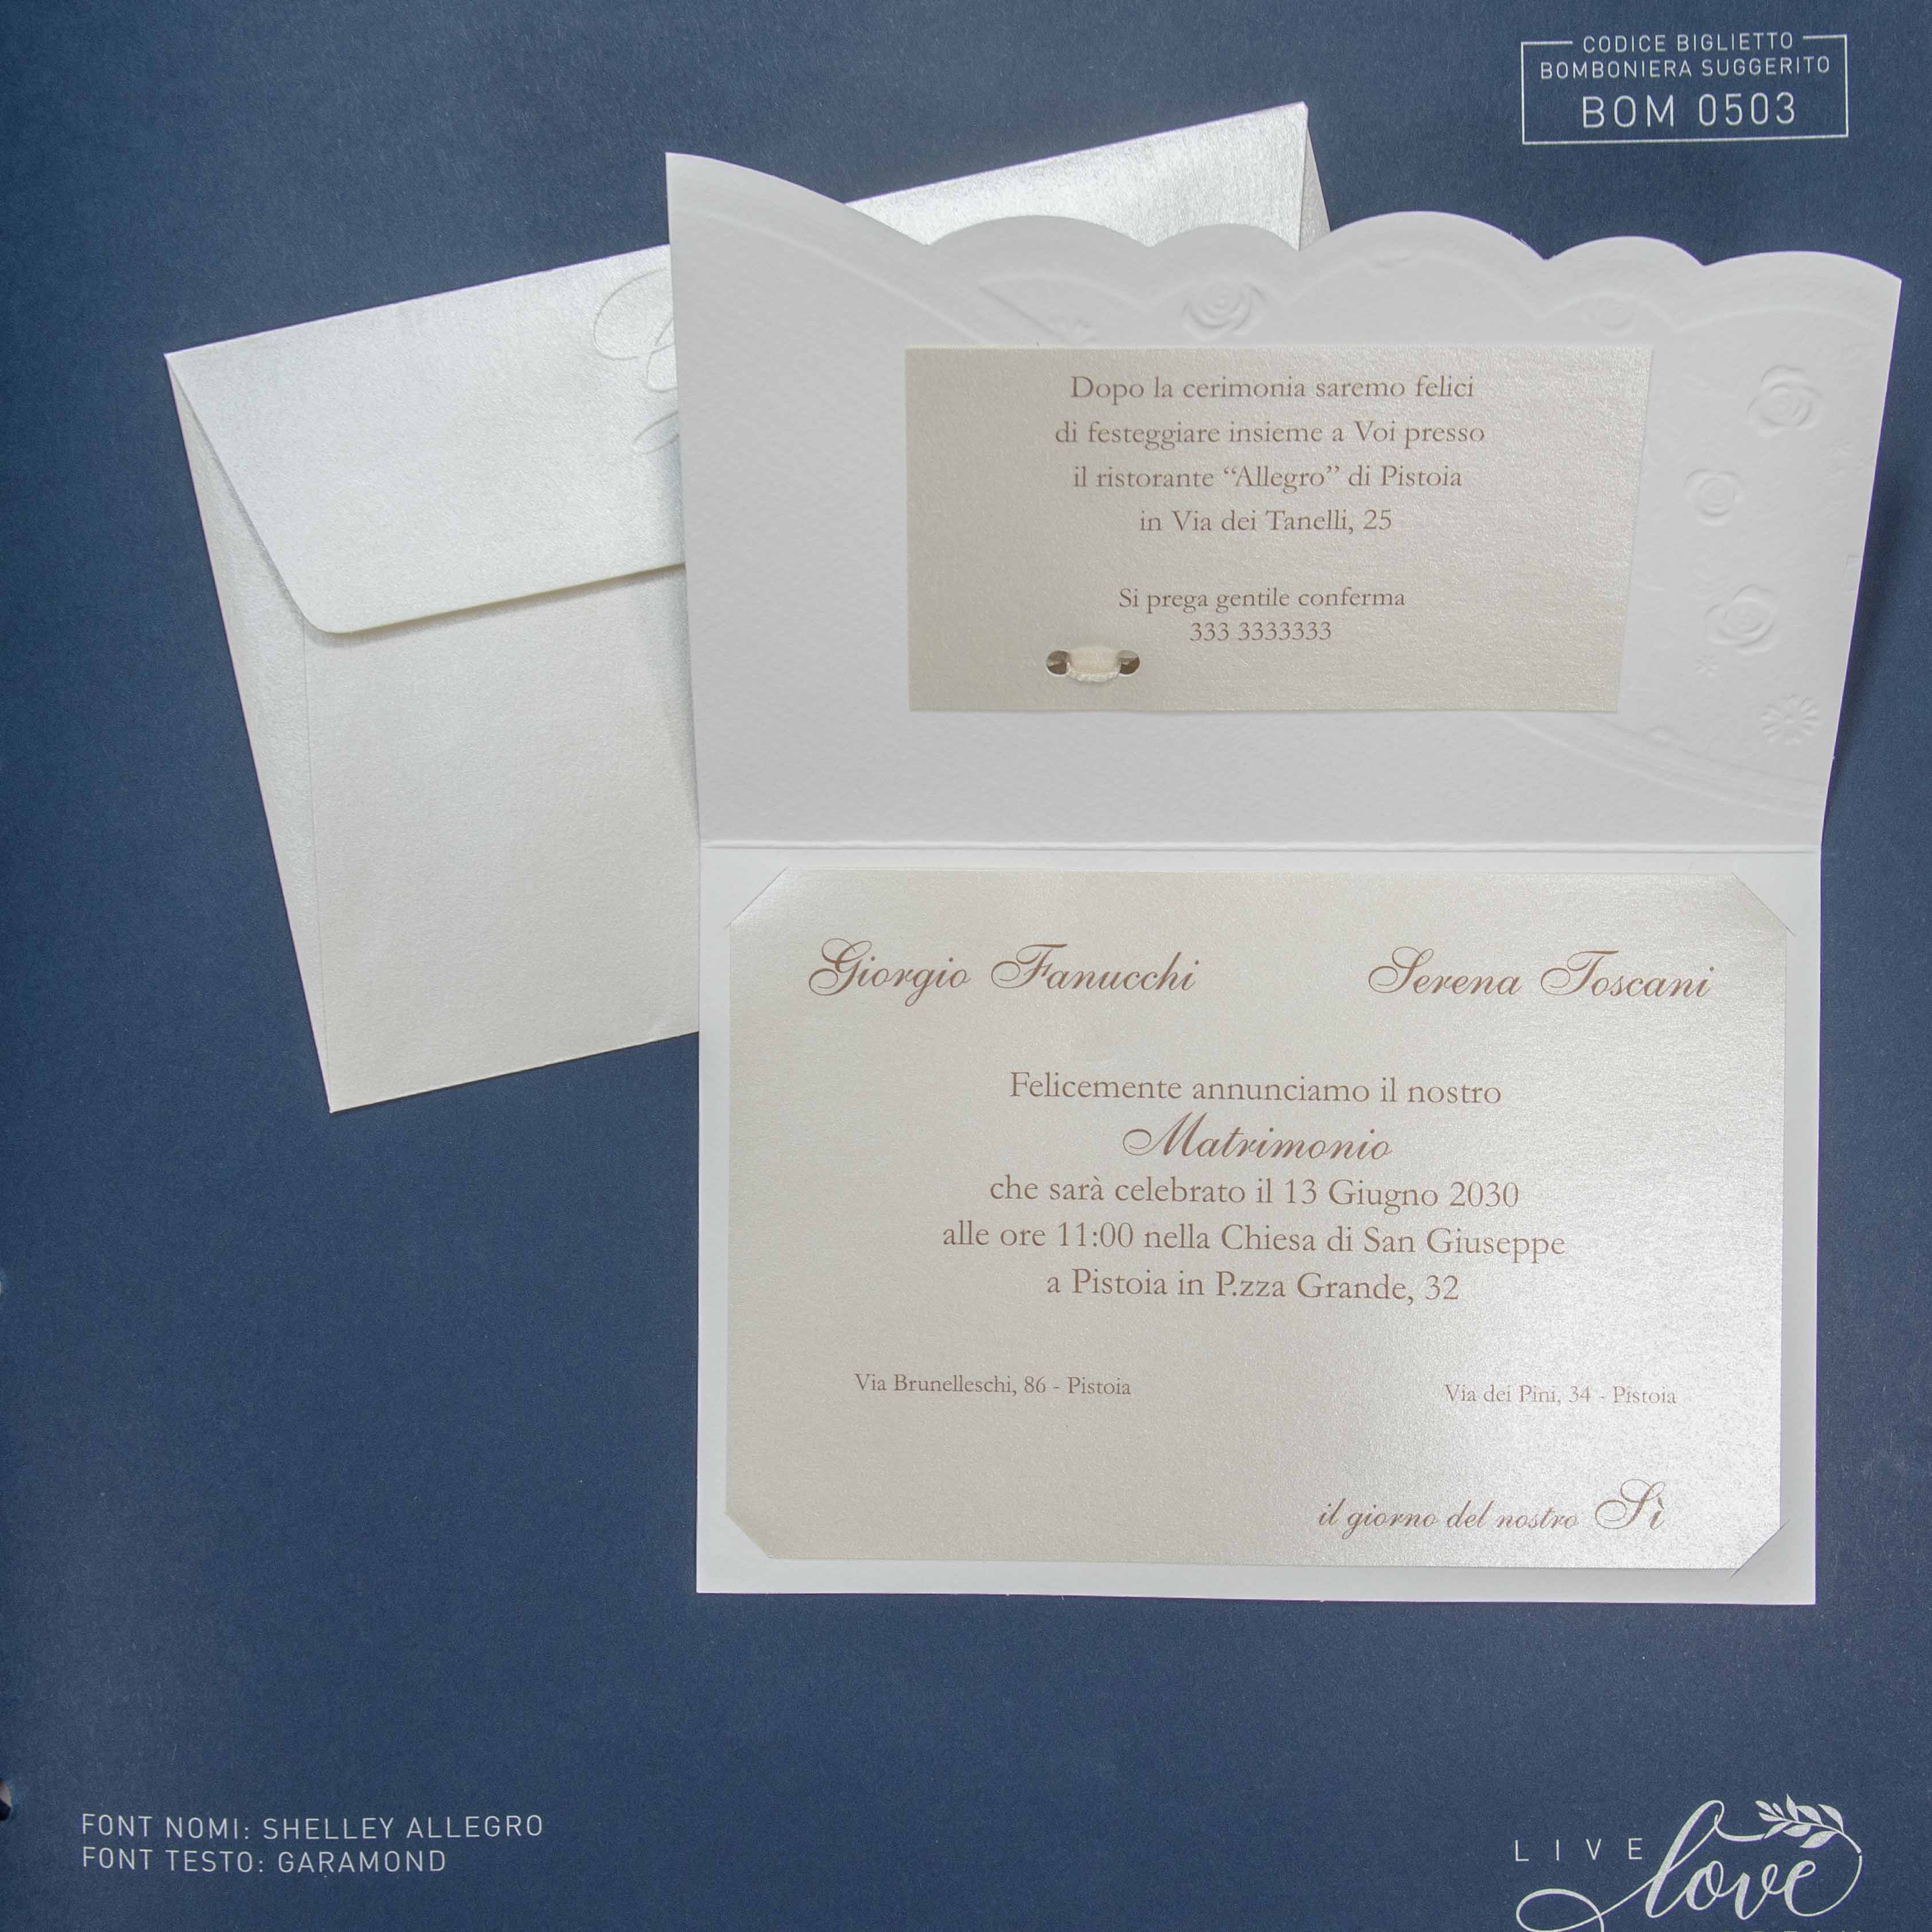 CODICE BIGLIETTO
BOMBONIERA SUGGERITO
BOM 0503
Dopo la cerimonia saremo felici
di festeggiare insieme a Voi presso
il ristorante “Allegro” di Pistoia
in Via dei Tanelli, 25
Si prega gentile conferma
333 3333333
Giorgio Fanucchi
Serena Toscani
Felicemente annunciamo il nostro
Matrimonio
che sarà celebrato il 13 Giugno 2030
alle ore 11:00 nella Chiesa di San Giuseppe
a Pistoia in P.zza Grande, 32
Via Brunelleschi, 86 - Pistoia
Via dei Pini, 34 - Pistoia
il giorno del nostro Sì
FONT NOMI: SHELLEY ALLEGRO
FONT TESTO: GARAMOND
LIVE love